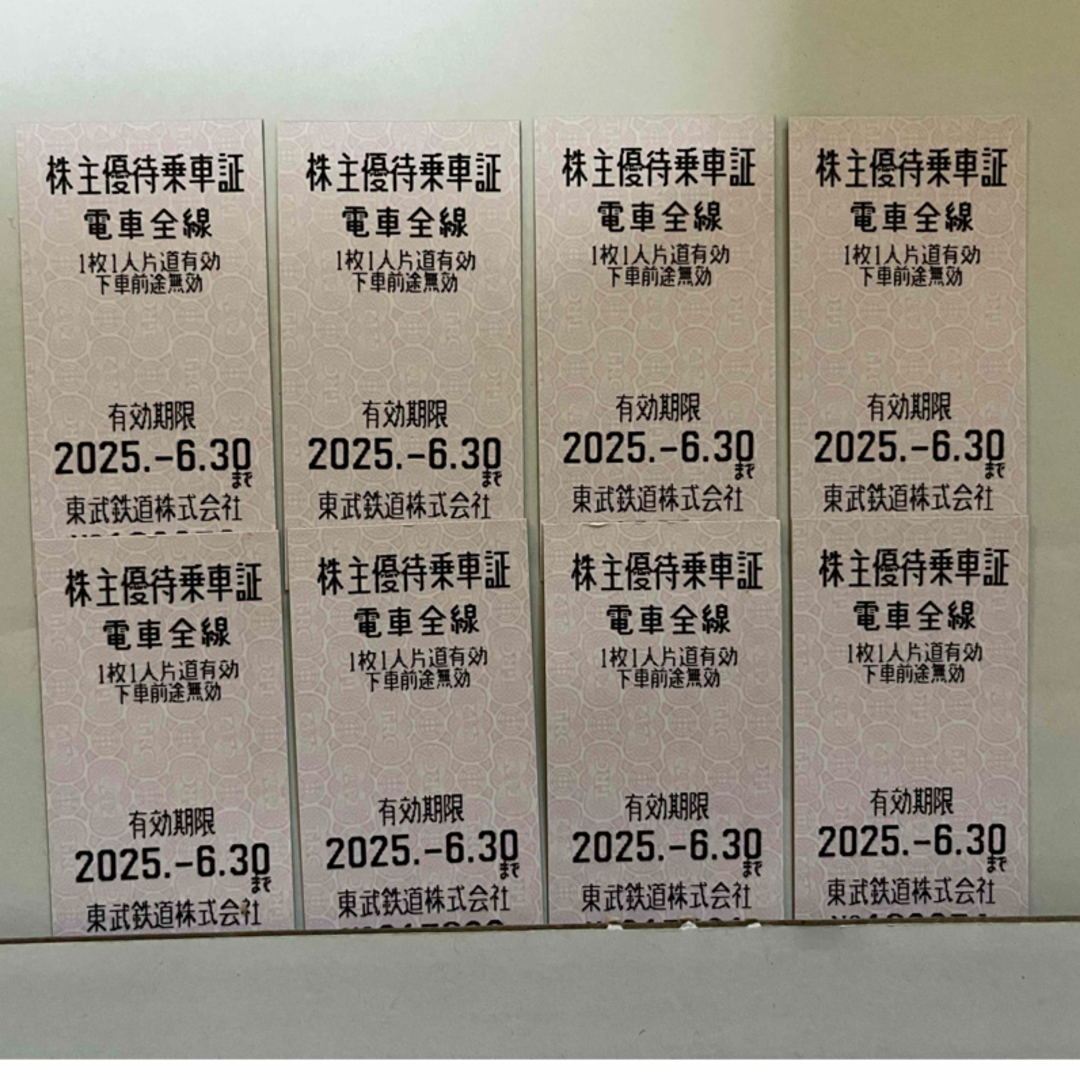 株主優待乗車証
電車全線
1枚1人片道有効
下車前途無効
有効期限
2025.-6.30
まで
東武鉄道株式会社
株主優待乗車証
電車全線
1枚1人片道有効
下車前途無効
有効期限
2025.-6.30
まで
東武鉄道株式会社
株主優待乗車証
電車全線
1枚1人片道有効
下車前途無効
有効期限
2025.-6.30
まで
東武鉄道株式会社
株主優待乗車証
電車全線
1枚1人片道有効
下車前途無効
有効期限
2025.-6.30
まで
東武鉄道株式会社
株主優待乗車証
電車全線
1枚1人片道有効
下車前途無効
有効期限
2025.-6.30
まで
東武鉄道株式会社
株主優待乗車証
電車全線
1枚1人片道有効
下車前途無効
有効期限
2025.-6.30
まで
東武鉄道株式会社
株主優待乗車証
電車全線
1枚1人片道有効
下車前途無効
有効期限
2025.-6.30
まで
東武鉄道株式会社
株主優待乗車証
電車全線
1枚1人片道有効
下車前途無効
有効期限
2025.-6.30
まで
東武鉄道株式会社